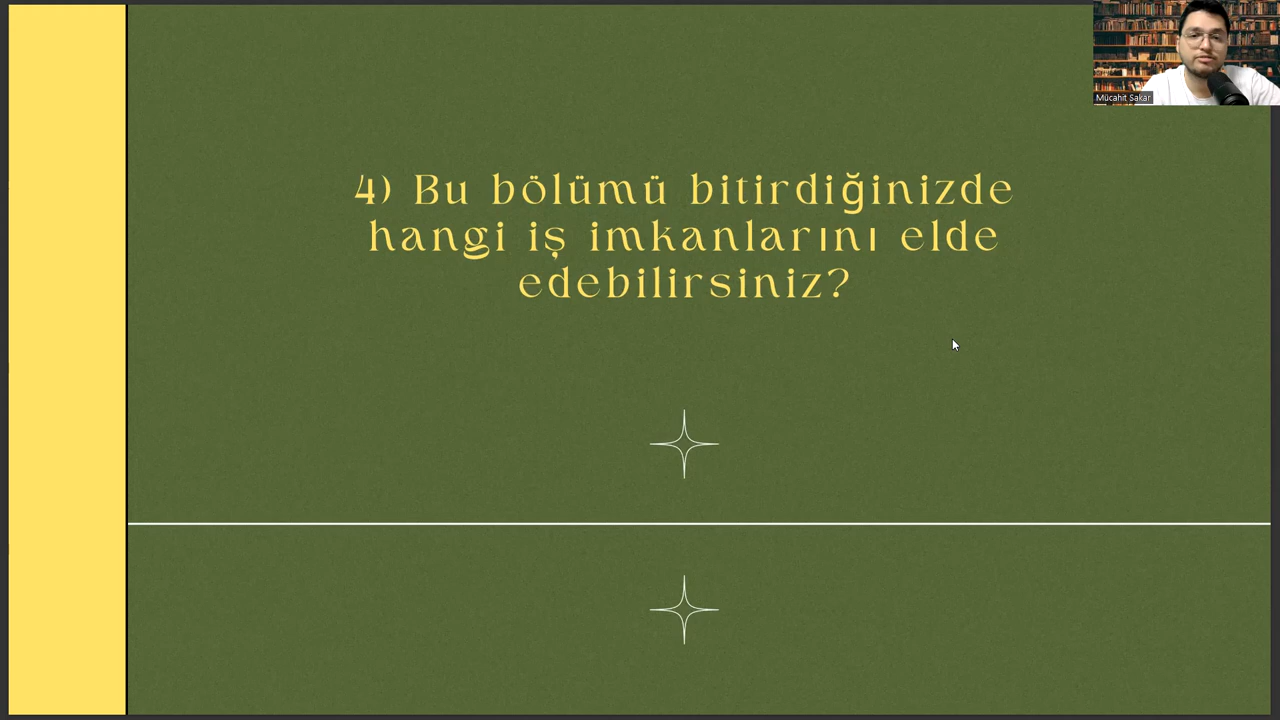 Mücahit Sakar
4) Bu bölümü bitirdiğinizde
hangi iş imkanlarını elde
edebilirsiniz?